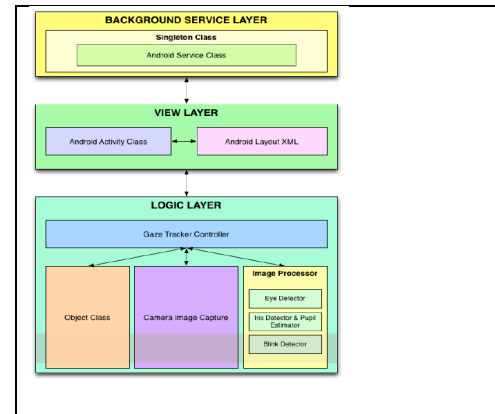 BACKGROUND SERVICE LAYER
Singleton Class
Android Service Class
VIEW LAYER
Android Activity Class
Android Layout XML
LOGIC LAYER
Gaze Tracker Controller
Object Class
Camera Image Capture
Image Processor
Eye Detector
Iris Detector & Pupil
Estimator
Blink Detector